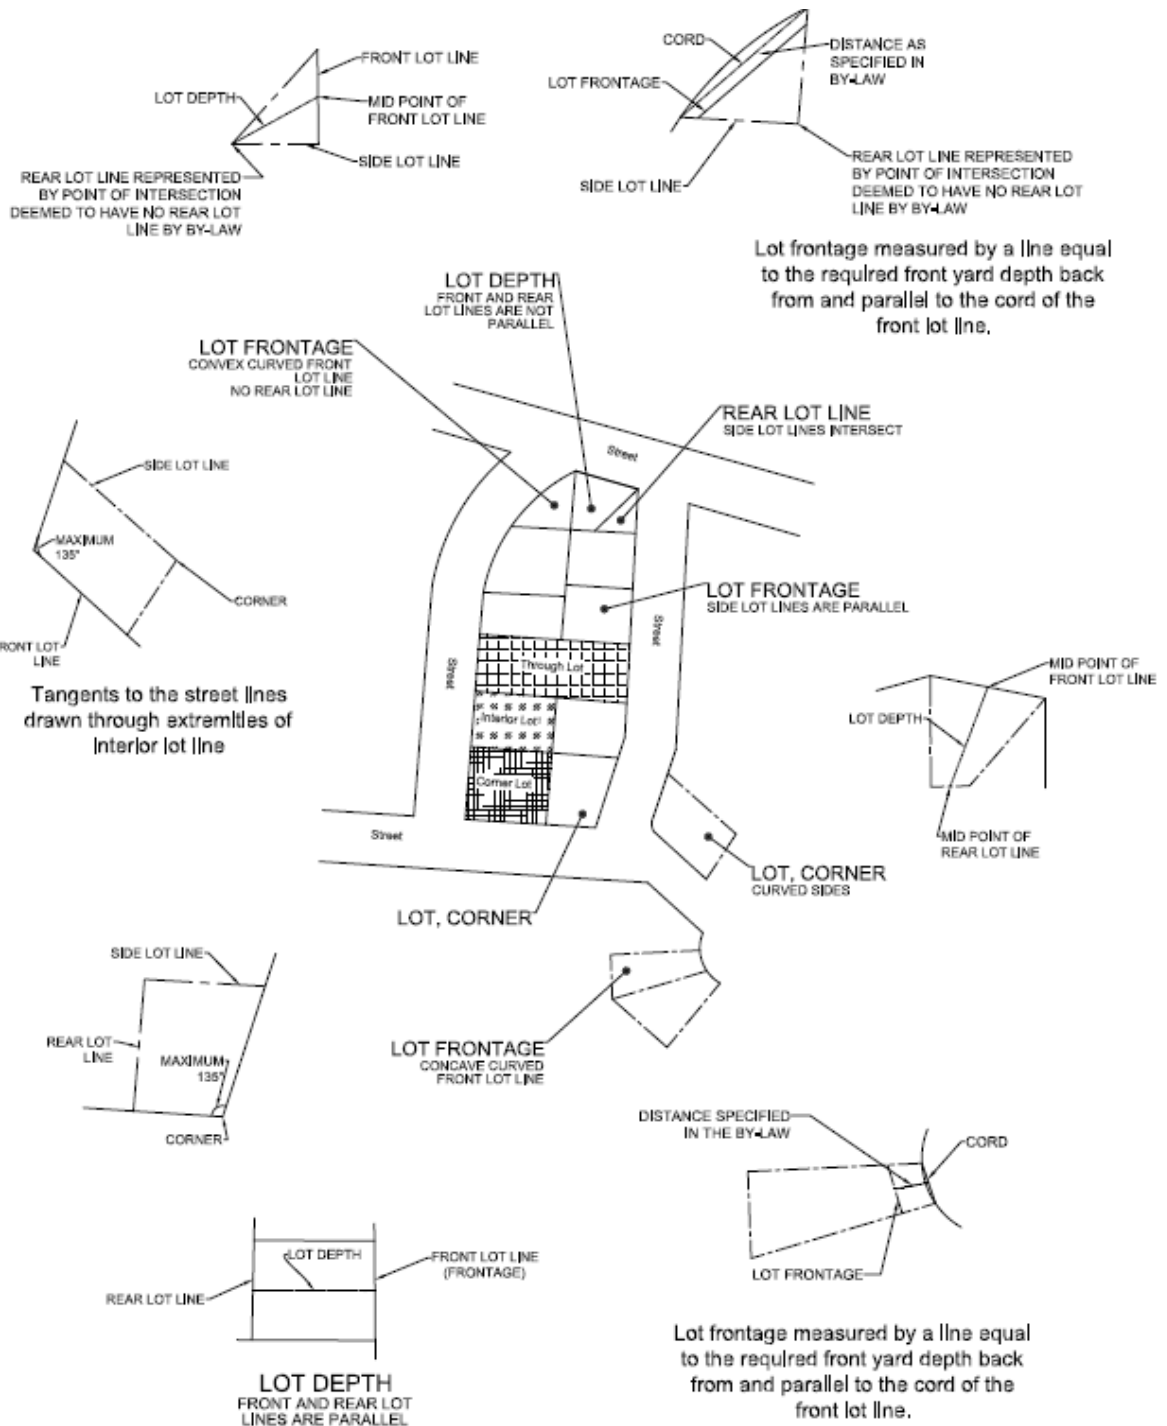 FRONT LOT LINE
LOT DEPTH
MID POINT OF
FRONT LOT LINE
SIDE LOT LINE
REAR LOT LINE REPRESENTED
BY POINT OF INTERSECTION
DEEMED TO HAVE NO REAR LOT
LINE BY BY-LAW
CORD
DISTANCE AS
SPECIFIED IN
BY-LAW
LOT FRONTAGE
SIDE LOT LINE
REAR LOT LINE REPRESENTED
BY POINT OF INTERSECTION
DEEMED TO HAVE NO REAR LOT
LINE BY BY-LAW
Lot frontage measured by a line equal
to the required front yard depth back
from and parallel to the cord of the
front lot line.
LOT DEPTH
FRONT AND REAR
LOT LINES ARE NOT
PARALLEL
LOT FRONTAGE
CONVEX CURVED FRONT
LOT LINE
NO REAR LOT LINE
REAR LOT LINE
SIDE LOT LINES INTERSECT
Street
SIDE LOT LINE
MAXIMUM
135°
CORNER
RONT LOT
LINE
Tangents to the street lines
drawn through extremities of
interior lot line
LOT FRONTAGE
SIDE LOT LINES ARE PARALLEL
Street
Street
Through Lot
Interior Lot
Corner Lot
Street
MID POINT OF
FRONT LOT LINE
LOT DEPTH
MID POINT OF
REAR LOT LINE
LOT, CORNER
CURVED SIDES
LOT, CORNER
SIDE LOT LINE
REAR LOT
LINE
MAXIMUM
135°
CORNER
LOT FRONTAGE
CONCAVE CURVED
FRONT LOT LINE
DISTANCE SPECIFIED
IN THE BY-LAW
CORD
LOT FRONTAGE
Lot frontage measured by a line equal
to the required front yard depth back
from and parallel to the cord of the
front lot line.
LOT DEPTH
FRONT LOT LINE
(FRONTAGE)
REAR LOT LINE
LOT DEPTH
FRONT AND REAR LOT
LINES ARE PARALLEL